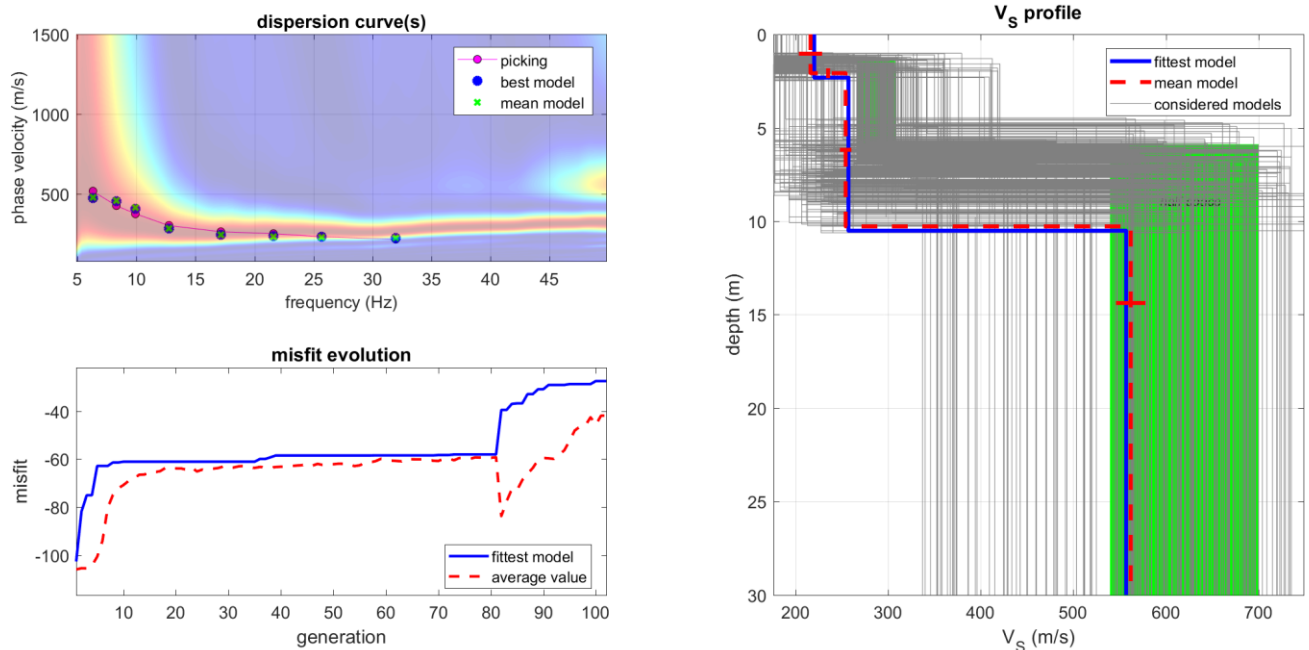 dispersion curve(s)
1500
1000
500
phase velocity (m/s)
picking
best model
mean model
5 10 15 20 25 30 35 40 45
frequency (Hz)
misfit evolution
-40
-60
-80
-100
misfit
fittest model
average value
10 20 30 40 50 60 70 80 90 100
generation
V_S profile
0
5
10
15
20
25
30
depth (m)
fittest model
mean model
considered models
200 300 400 500 600 700
V_S (m/s)